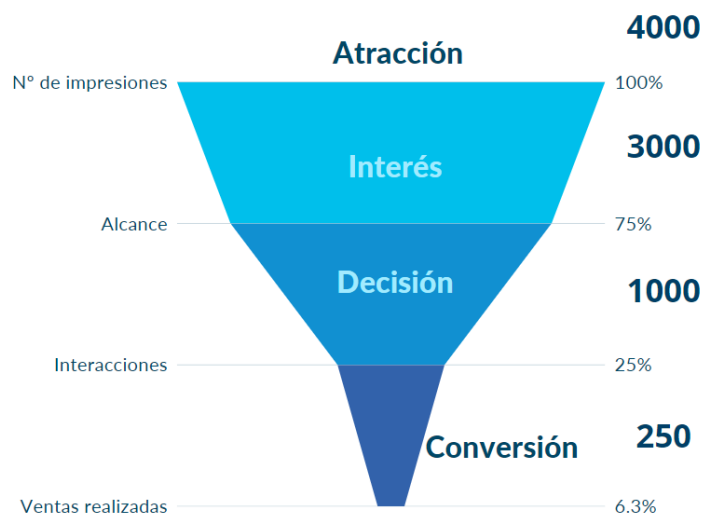 4000
Atracción
N° de impresiones
100%
3000
Interés
Alcance
75%
Decisión
1000
Interacciones
25%
250
Conversión
Ventas realizadas
6.3%